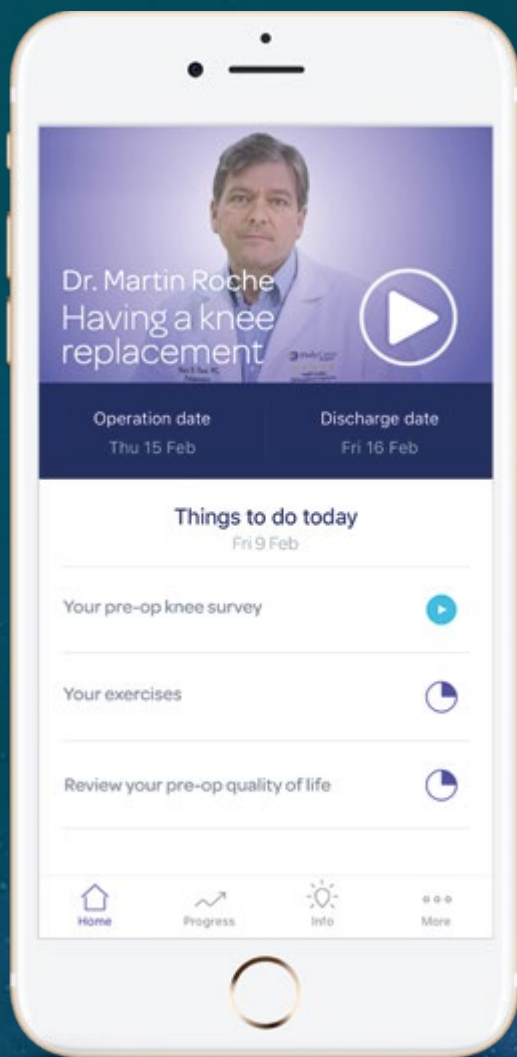 Dr. Martin Roche
Having a knee
replacement
Operation date
Thu 15 Feb
Discharge date
Fri 16 Feb
Things to do today
Fri 9 Feb
Your pre-op knee survey
Your exercises
Review your pre-op quality of life
Home
Progress
Info
More